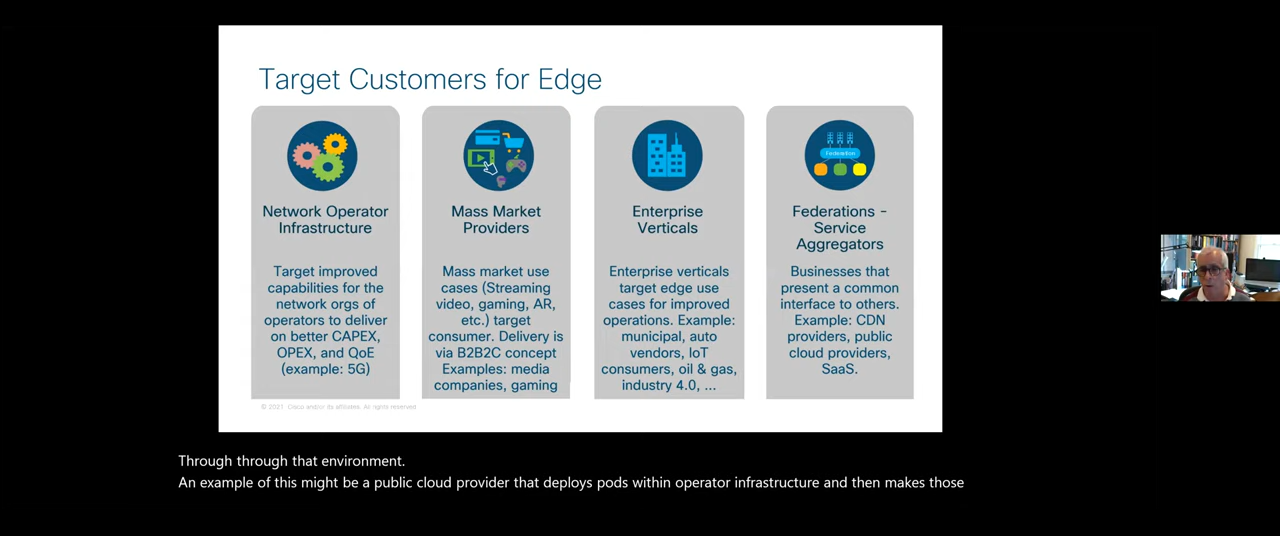 Target Customers for Edge
Network Operator
Infrastructure
Target improved
capabilities for the
network orgs of
operators to deliver
on better CAPEX,
OPEX, and QoE
(example: 5G)
Mass Market
Providers
Mass market use
cases (Streaming
video, gaming, AR,
etc.) target
consumer. Delivery is
via B2B2C concept
Examples: media
companies, gaming
Enterprise
Verticals
Enterprise verticals
target edge use
cases for improved
operations. Example:
municipal, auto
vendors, IoT
consumers, oil & gas,
industry 4.0, ...
Federation
Federations -
Service
Aggregators
Businesses that
present a common
interface to others.
Example: CDN
providers, public
cloud providers,
SaaS.
© 2021 Cisco and/or its affiliates. All rights reserved
Through through that environment.
An example of this might be a public cloud provider that deploys pods within operator infrastructure and then makes those